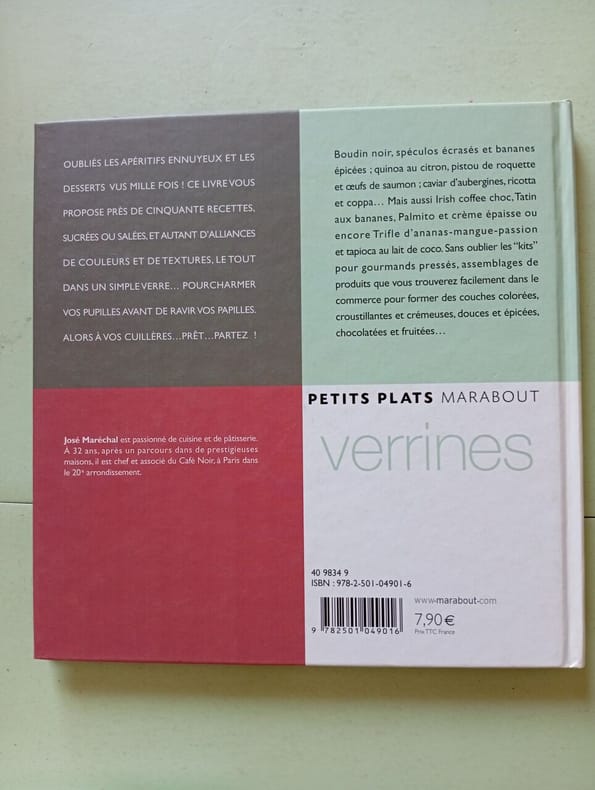 OUBLIÉS LES APÉRITIFS ENNUYEUX ET LES
DESSERTS VUS MILLE FOIS ! CE LIVRE VOUS
PROPOSE PRÈS DE CINQUANTE RECETTES,
SUCRÉES OU SALÉES, ET AUTANT D'ALLIANCES
DE COULEURS ET DE TEXTURES, LE TOUT
DANS UN SIMPLE VERRE... POUR CHARMER
VOS PUPILLES AVANT DE RAVIR VOS PAPILLES.
ALORS À VOS CUILLÈRES...PRÊT...PARTEZ !
Boudin noir, spéculos écrasés et bananes
épicées ; quinoa au citron, pistou de roquette
et œufs de saumon ; caviar d'aubergines, ricotta
et coppa... Mais aussi Irish coffee choc, Tatin
aux bananes, Palmito et crème épaisse ou
encore Trifle d'ananas-mangue-passion
et tapioca au lait de coco. Sans oublier les "kits"
pour gourmands pressés, assemblages de
produits que vous trouverez facilement dans le
commerce pour former des couches colorées,
croustillantes et crémeuses, douces et épicées,
chocolatées et fruitées...
José Maréchal est passionné de cuisine et de pâtisserie.
À 32 ans, après un parcours dans de prestigieuses
maisons, il est chef et associé du Café Noir, à Paris dans
le 20e arrondissement.
PETITS PLATS MARABOUT
verrines
40 9834 9
ISBN : 978-2-501-04901-6
www.marabout.com
7,90 €
Prix TTC France
9 782501 049016